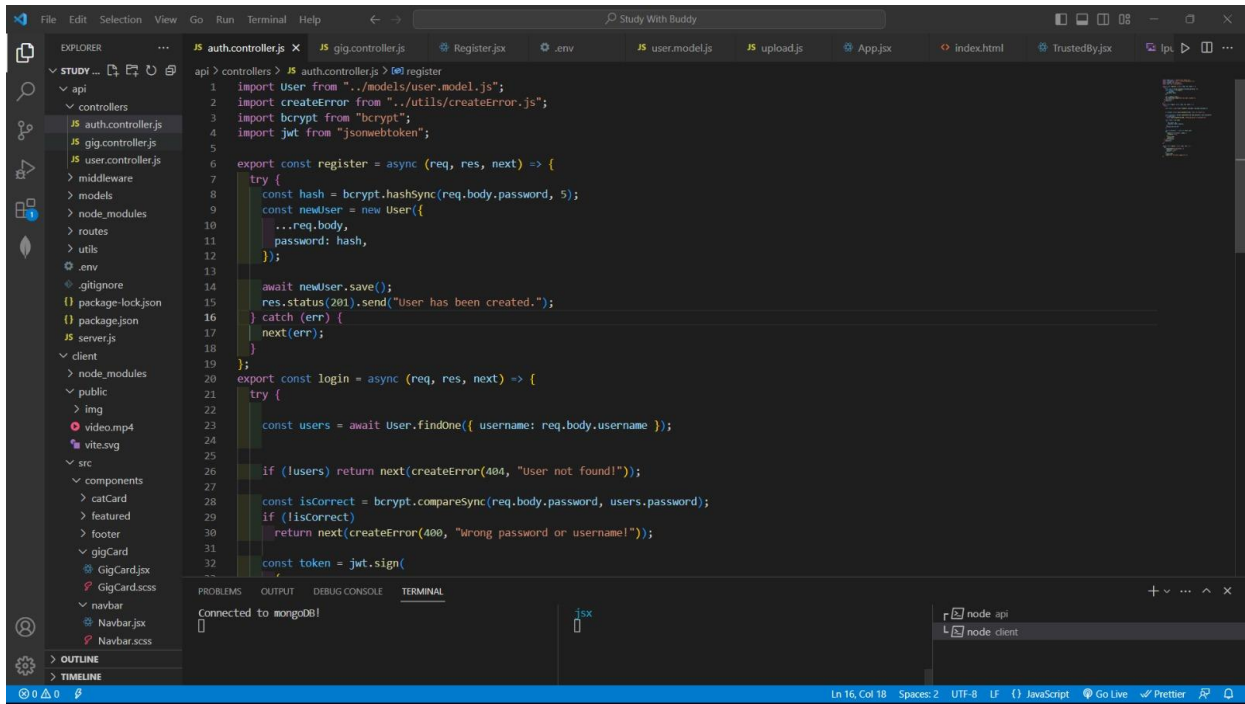 File Edit Selection View Go Run Terminal Help
Study With Buddy
EXPLORER
JS auth.controller.js
JS gig.controller.js
Register.jsx
.env
JS user.model.js
JS upload.js
App.jsx
index.html
TrustedBy.jsx
STUDY ...
api > controllers > JS auth.controller.js > register
api
controllers
JS auth.controller.js
JS gig.controller.js
JS user.controller.js
middleware
models
node_modules
routes
utils
.env
.gitignore
{} package-lock.json
{} package.json
JS server.js
client
node_modules
public
img
video.mp4
vite.svg
src
components
catCard
featured
footer
gigCard
GigCard.jsx
GigCard.scss
navbar
Navbar.jsx
Navbar.scss
OUTLINE
TIMELINE
1 import User from "../models/user.model.js";
2 import createError from "../utils/createError.js";
3 import bcrypt from "bcrypt";
4 import jwt from "jsonwebtoken";
5
6 export const register = async (req, res, next) => {
7 try {
8 const hash = bcrypt.hashSync(req.body.password, 5);
9 const newUser = new User({
10 ...req.body,
11 password: hash,
12 });
13
14 await newUser.save();
15 res.status(201).send("User has been created.");
16 } catch (err) {
17 next(err);
18 }
19 };
20 export const login = async (req, res, next) => {
21 try {
22
23 const users = await User.findOne({ username: req.body.username });
24
25
26 if (!users) return next(createError(404, "User not found!"));
27
28 const isCorrect = bcrypt.compareSync(req.body.password, users.password);
29 if (!isCorrect)
30 return next(createError(400, "Wrong password or username!"));
31
32 const token = jwt.sign(
PROBLEMS OUTPUT DEBUG CONSOLE TERMINAL
Connected to mongoDB!
jsx
node api
node client
0 0
Ln 16, Col 18 Spaces: 2 UTF-8 LF {} JavaScript Go Live Prettier